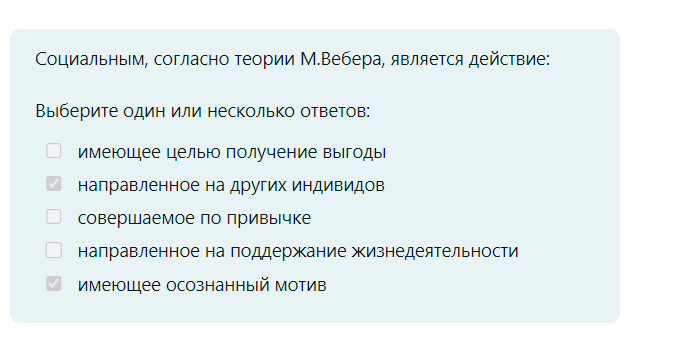 Социальным, согласно теории М.Вебера, является действие:
Выберите один или несколько ответов:
имеющее целью получение выгоды
направленное на других индивидов
совершаемое по привычке
направленное на поддержание жизнедеятельности
имеющее осознанный мотив